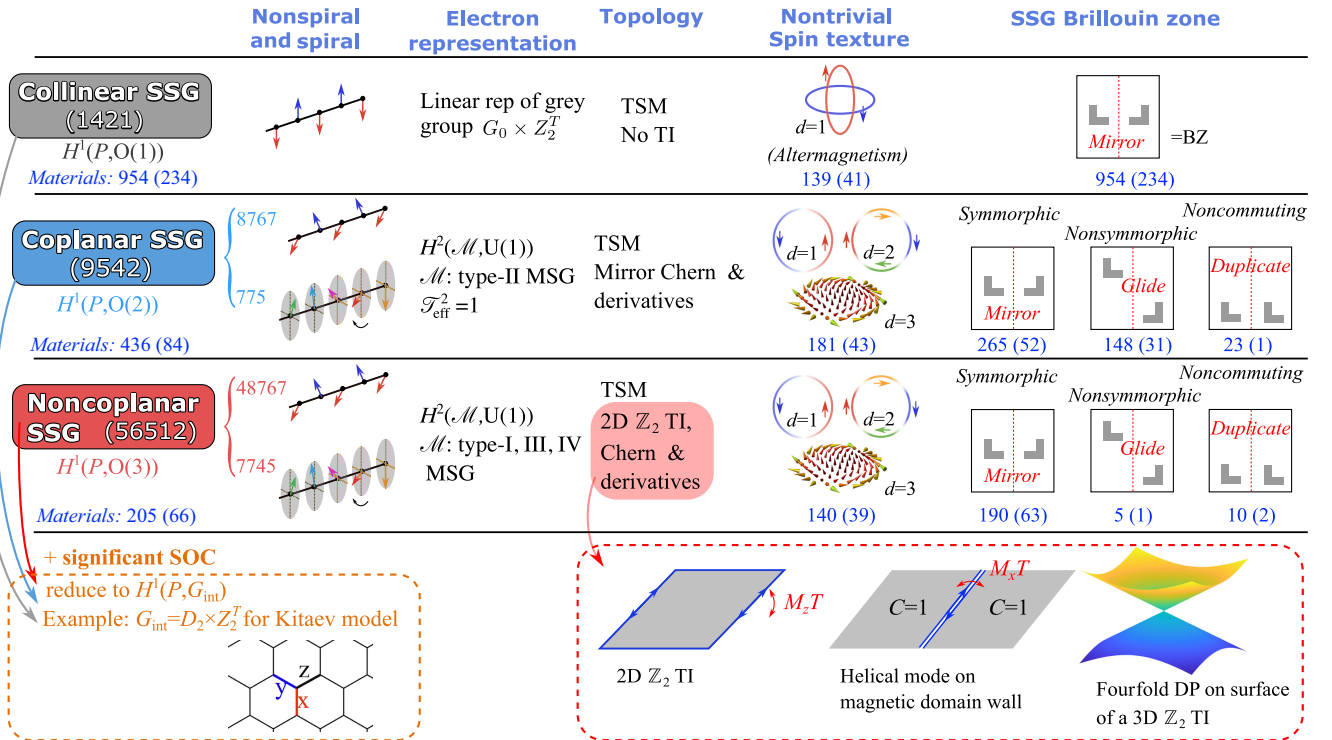 Nonspiral
and spiral
Electron
representation
Topology
Nontrivial
Spin texture
SSG Brillouin zone
Collinear SSG
(1421)
H¹(P,O(1))
Materials: 954 (234)
Linear rep of grey
group G₀ × Z₂ᵀ
TSM
No TI
d=1
(Altermagnetism)
139 (41)
Mirror
=BZ
954 (234)
Coplanar SSG
(9542)
H¹(P,O(2))
Materials: 436 (84)
8767
775
H²(ℳ,U(1))
ℳ: type-II MSG
𝒯²eff =1
TSM
Mirror Chern &
derivatives
d=1
d=2
d=3
181 (43)
Symmorphic
Mirror
265 (52)
Nonsymmorphic
Glide
148 (31)
Noncommuting
Duplicate
23 (1)
Noncoplanar
SSG (56512)
H¹(P,O(3))
Materials: 205 (66)
48767
7745
H²(ℳ,U(1))
ℳ: type-I, III, IV
MSG
TSM
2D ℤ₂ TI,
Chern &
derivatives
d=1
d=2
d=3
140 (39)
Symmorphic
Mirror
190 (63)
Nonsymmorphic
Glide
5 (1)
Noncommuting
Duplicate
10 (2)
+ significant SOC
reduce to H¹(P,Gint)
Example: Gint=D₂×Z₂ᵀ for Kitaev model
z
y
x
MzT
2D ℤ₂ TI
MxT
C=1
C=1
Helical mode on
magnetic domain wall
Fourfold DP on surface
of a 3D ℤ₂ TI